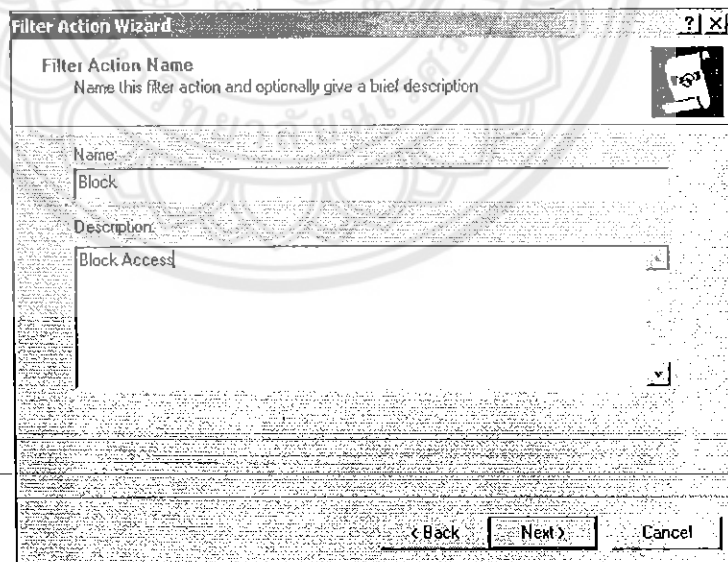 Filter Action Wizard
Filter Action Name
Name this filter action and optionally give a brief description
Name:
Block
Description:
Block Access
< Back
Next >
Cancel